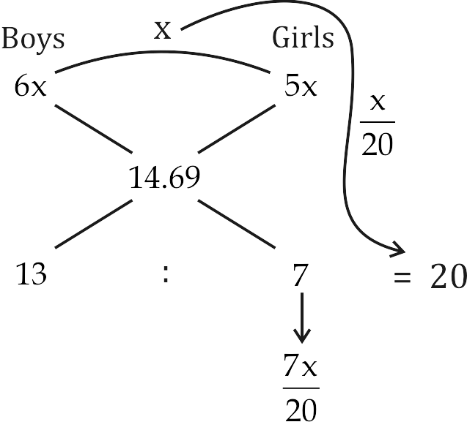 Boys x Girls
6x 5x
x/20
14.69
13 : 7 = 20
7x/20